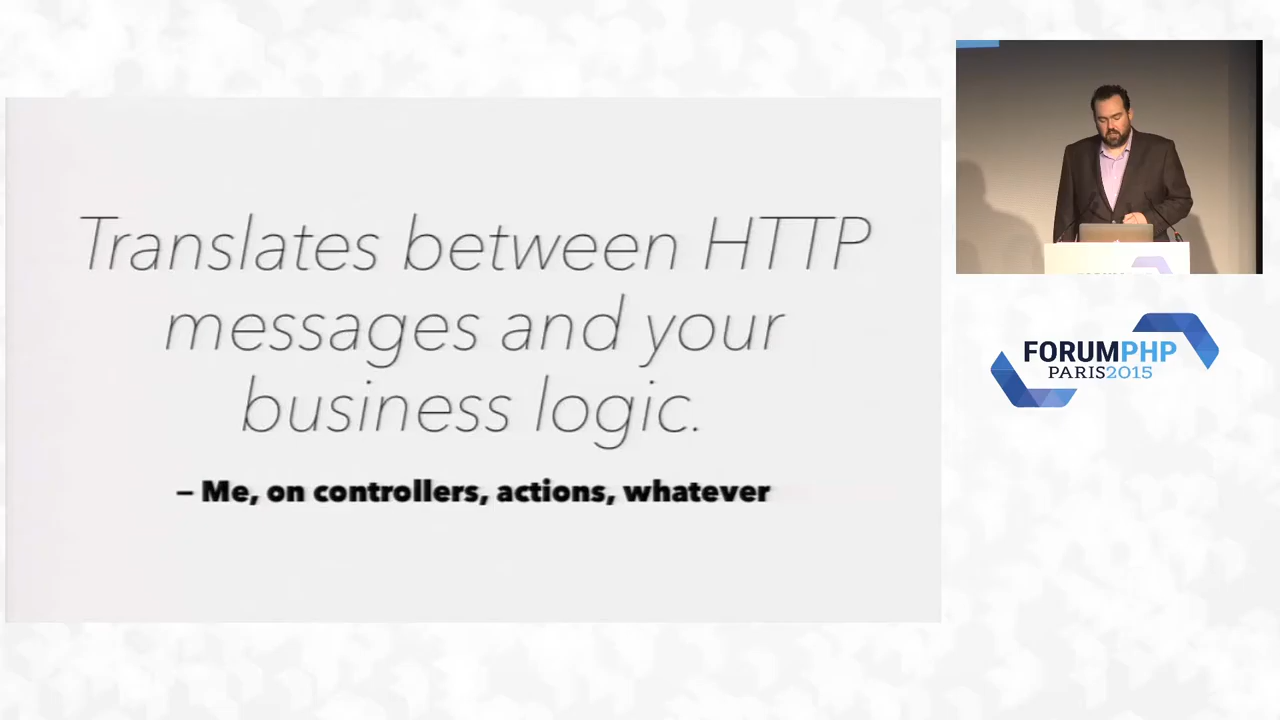 Translates between HTTP
messages and your
business logic.
– Me, on controllers, actions, whatever
FORUMPHP
PARIS2015